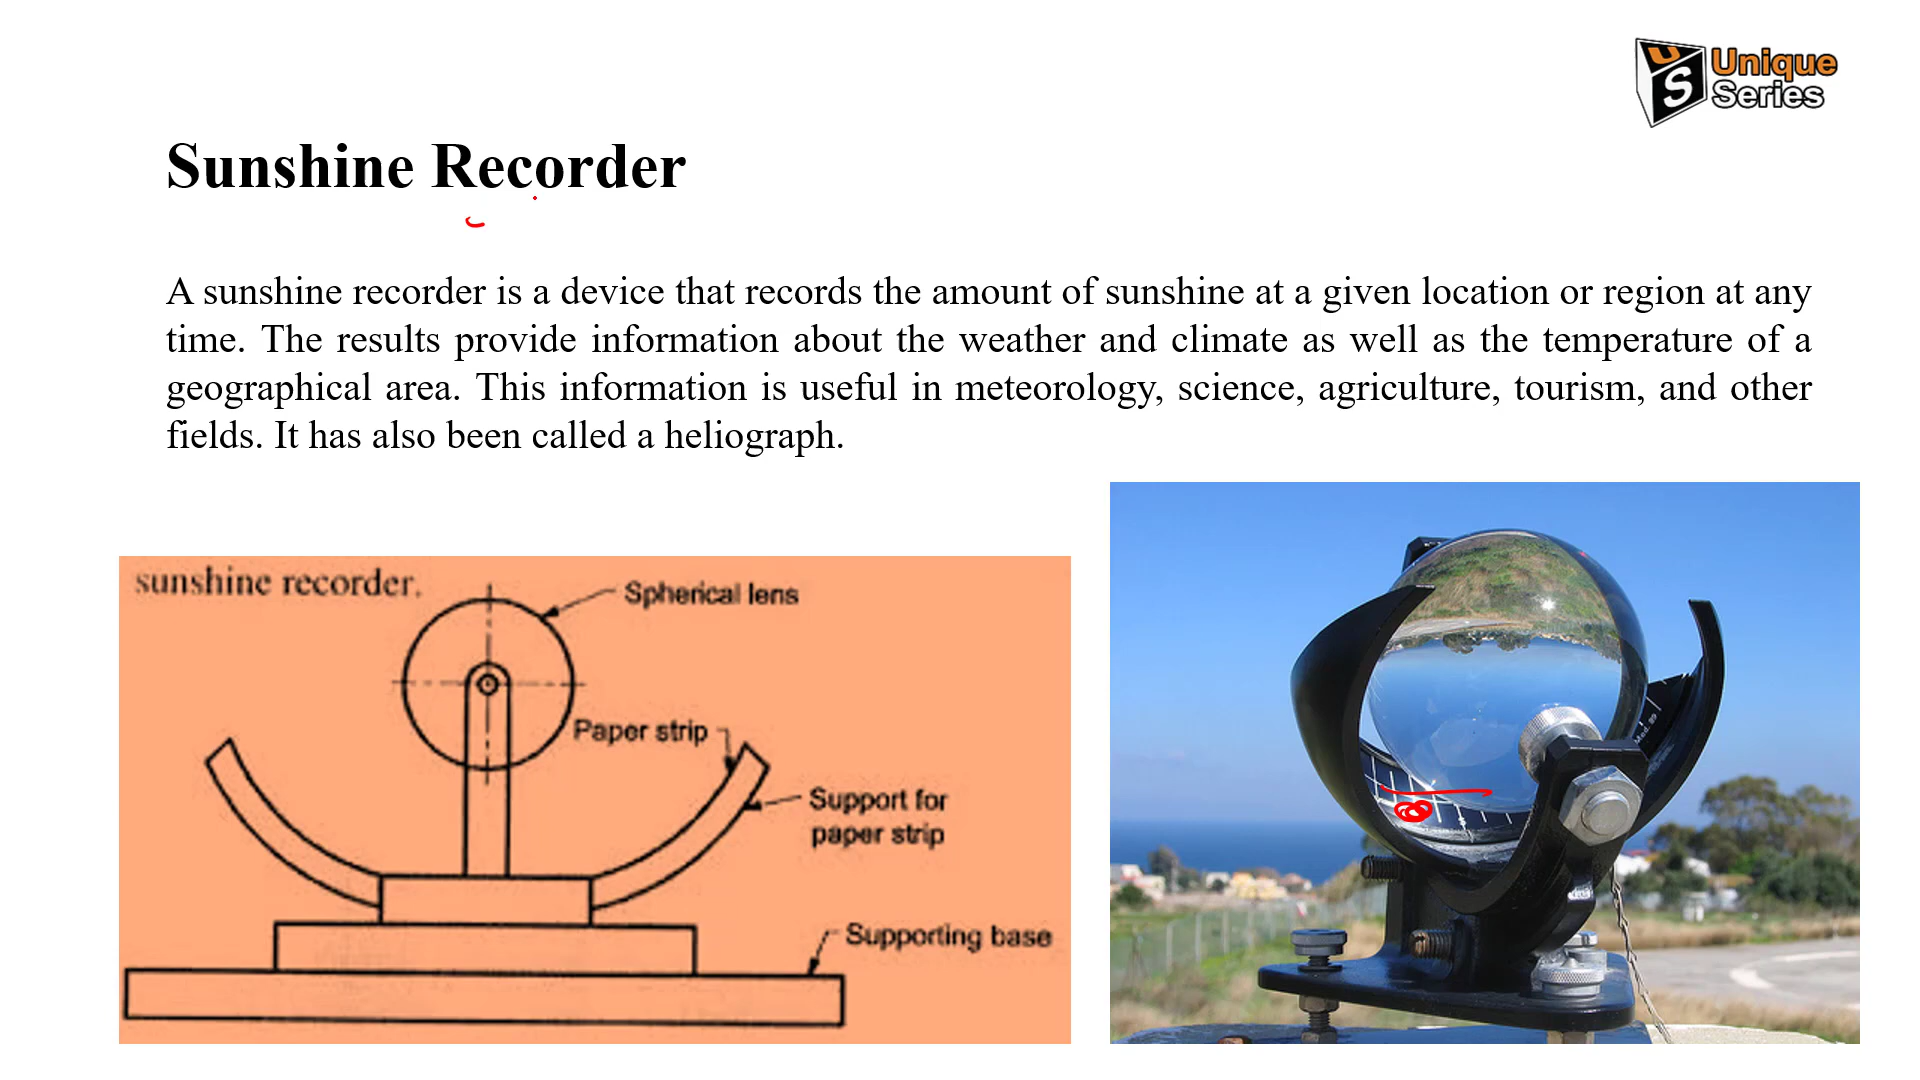 US Unique
Series
Sunshine Recorder
A sunshine recorder is a device that records the amount of sunshine at a given location or region at any
time. The results provide information about the weather and climate as well as the temperature of a
geographical area. This information is useful in meteorology, science, agriculture, tourism, and other
fields. It has also been called a heliograph.
sunshine recorder.
Spherical lens
Paper strip
Support for
paper strip
Supporting base